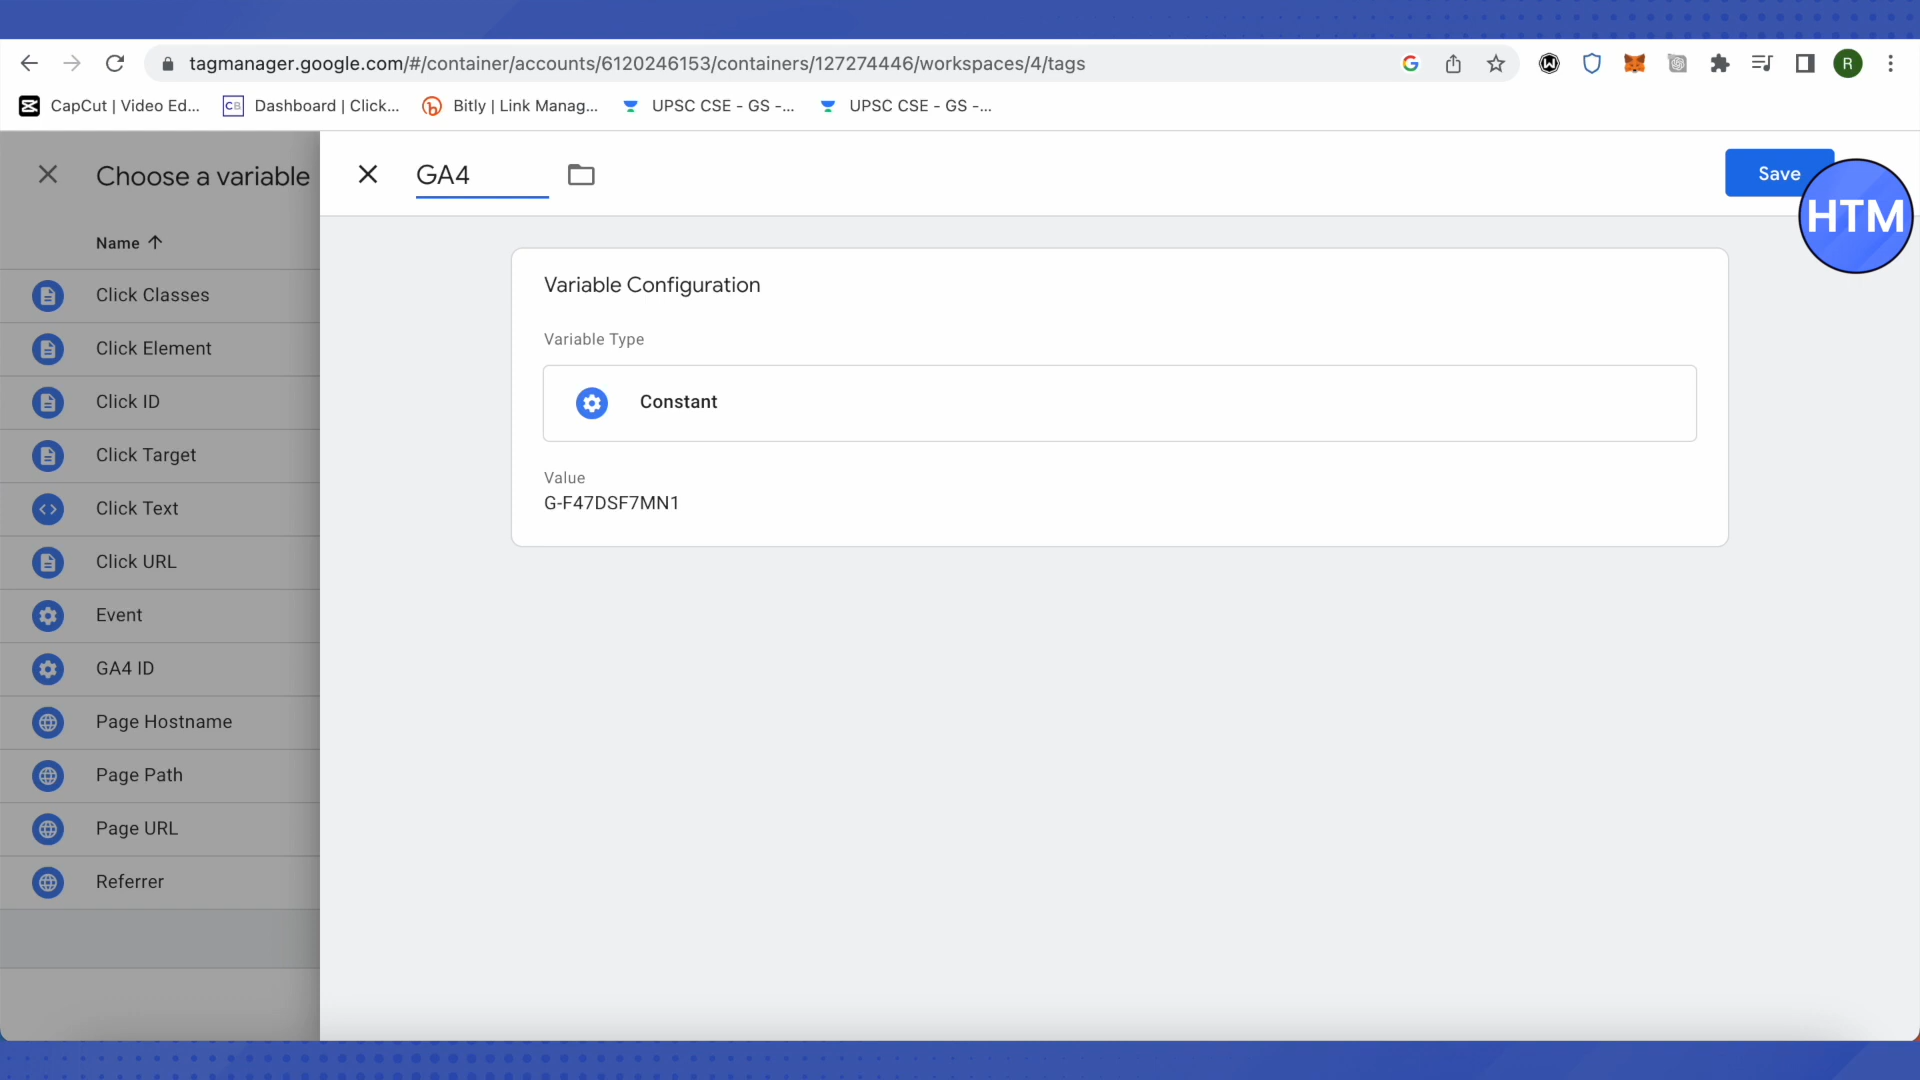 tagmanager.google.com/#/container/accounts/6120246153/containers/127274446/workspaces/4/tags
R
CapCut | Video Ed...
CB
Dashboard | Click...
Bitly | Link Manag...
UPSC CSE - GS -...
UPSC CSE - GS -...
Choose a variable
GA4
Save
HTM
Name
Variable Configuration
Click Classes
Variable Type
Click Element
Constant
Click ID
Click Target
Value
G-F47DSF7MN1
Click Text
Click URL
Event
GA4 ID
Page Hostname
Page Path
Page URL
Referrer